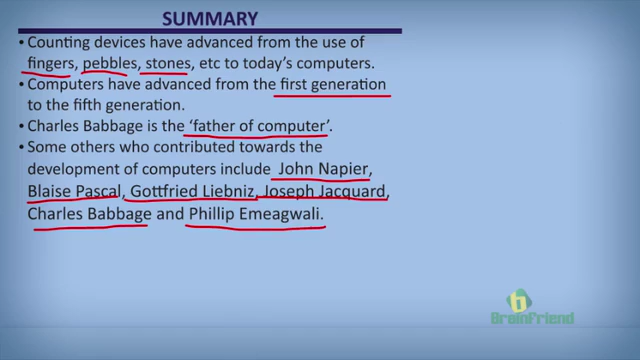 SUMMARY
• Counting devices have advanced from the use of
fingers, pebbles, stones, etc to today's computers.
• Computers have advanced from the first generation
to the fifth generation.
• Charles Babbage is the 'father of computer'.
• Some others who contributed towards the
development of computers include John Napier,
Blaise Pascal, Gottfried Liebniz, Joseph Jacquard,
Charles Babbage and Phillip Emeagwali.
b
BrainFriend